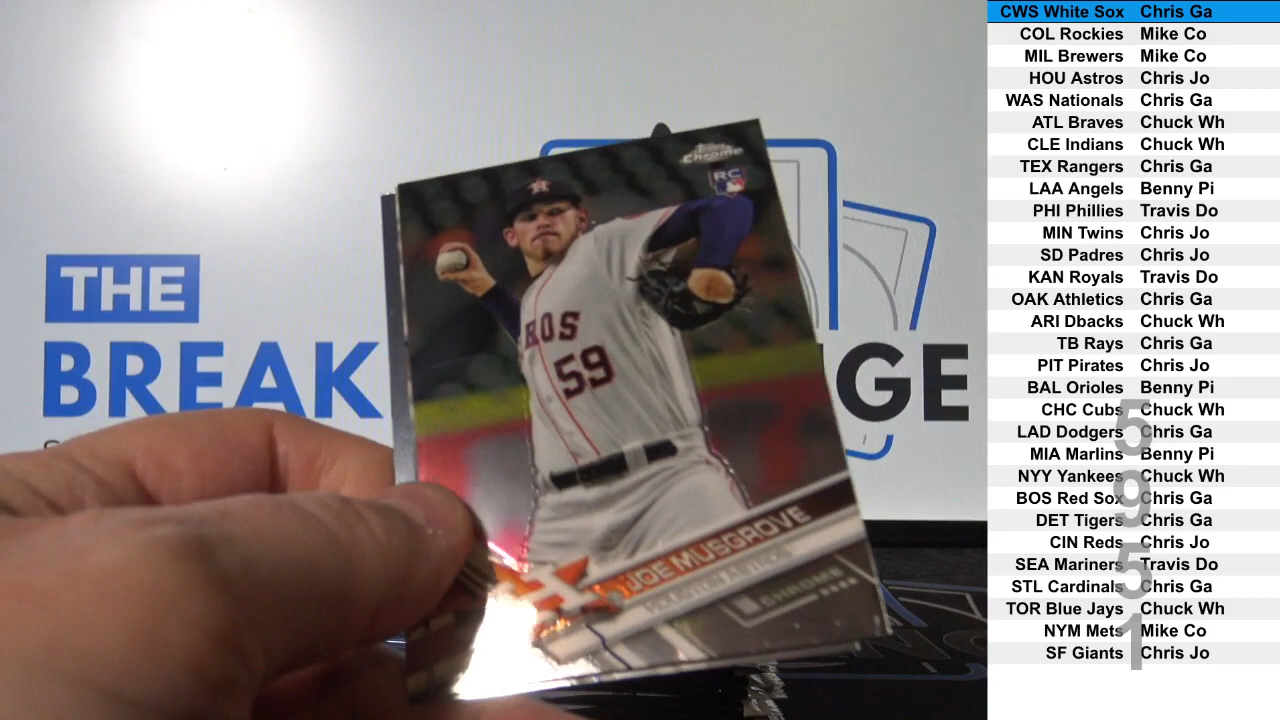 THE
BREAK
GE
Topps
Chrome
RC
ROS
59
JOE MUSGROVE
CHROME
CWS White Sox Chris Ga
COL Rockies Mike Co
MIL Brewers Mike Co
HOU Astros Chris Jo
WAS Nationals Chris Ga
ATL Braves Chuck Wh
CLE Indians Chuck Wh
TEX Rangers Chris Ga
LAA Angels Benny Pi
PHI Phillies Travis Do
MIN Twins Chris Jo
SD Padres Chris Jo
KAN Royals Travis Do
OAK Athletics Chris Ga
ARI Dbacks Chuck Wh
TB Rays Chris Ga
PIT Pirates Chris Jo
BAL Orioles Benny Pi
CHC Cubs Chuck Wh
LAD Dodgers Chris Ga
MIA Marlins Benny Pi
NYY Yankees Chuck Wh
BOS Red Sox Chris Ga
DET Tigers Chris Ga
CIN Reds Chris Jo
SEA Mariners Travis Do
STL Cardinals Chris Ga
TOR Blue Jays Chuck Wh
NYM Mets Mike Co
SF Giants Chris Jo
5951